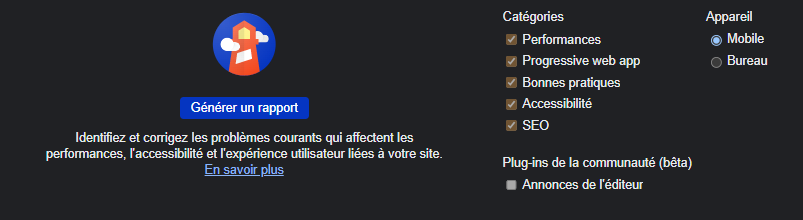 Générer un rapport
Identifiez et corrigez les problèmes courants qui affectent les
performances, l'accessibilité et l'expérience utilisateur liées à votre site.
En savoir plus
Catégories
Performances
Progressive web app
Bonnes pratiques
Accessibilité
SEO
Plug-ins de la communauté (bêta)
Annonces de l'éditeur
Appareil
Mobile
Bureau